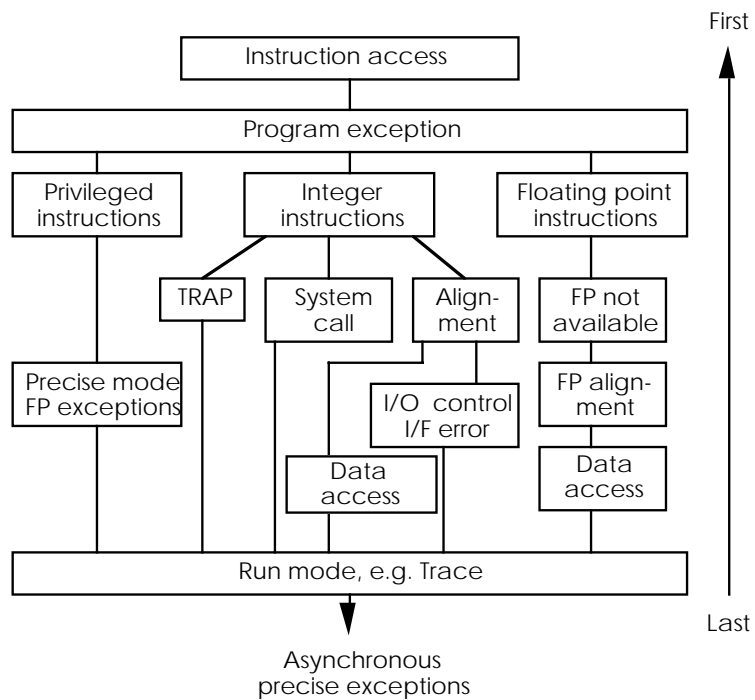 First
Instruction access
Program exception
Privileged
instructions
Integer
instructions
Floating point
instructions
TRAP
System
call
Align-
ment
FP not
available
Precise mode
FP exceptions
I/O control
I/F error
FP align-
ment
Data
access
Data
access
Run mode, e.g. Trace
Last
Asynchronous
precise exceptions